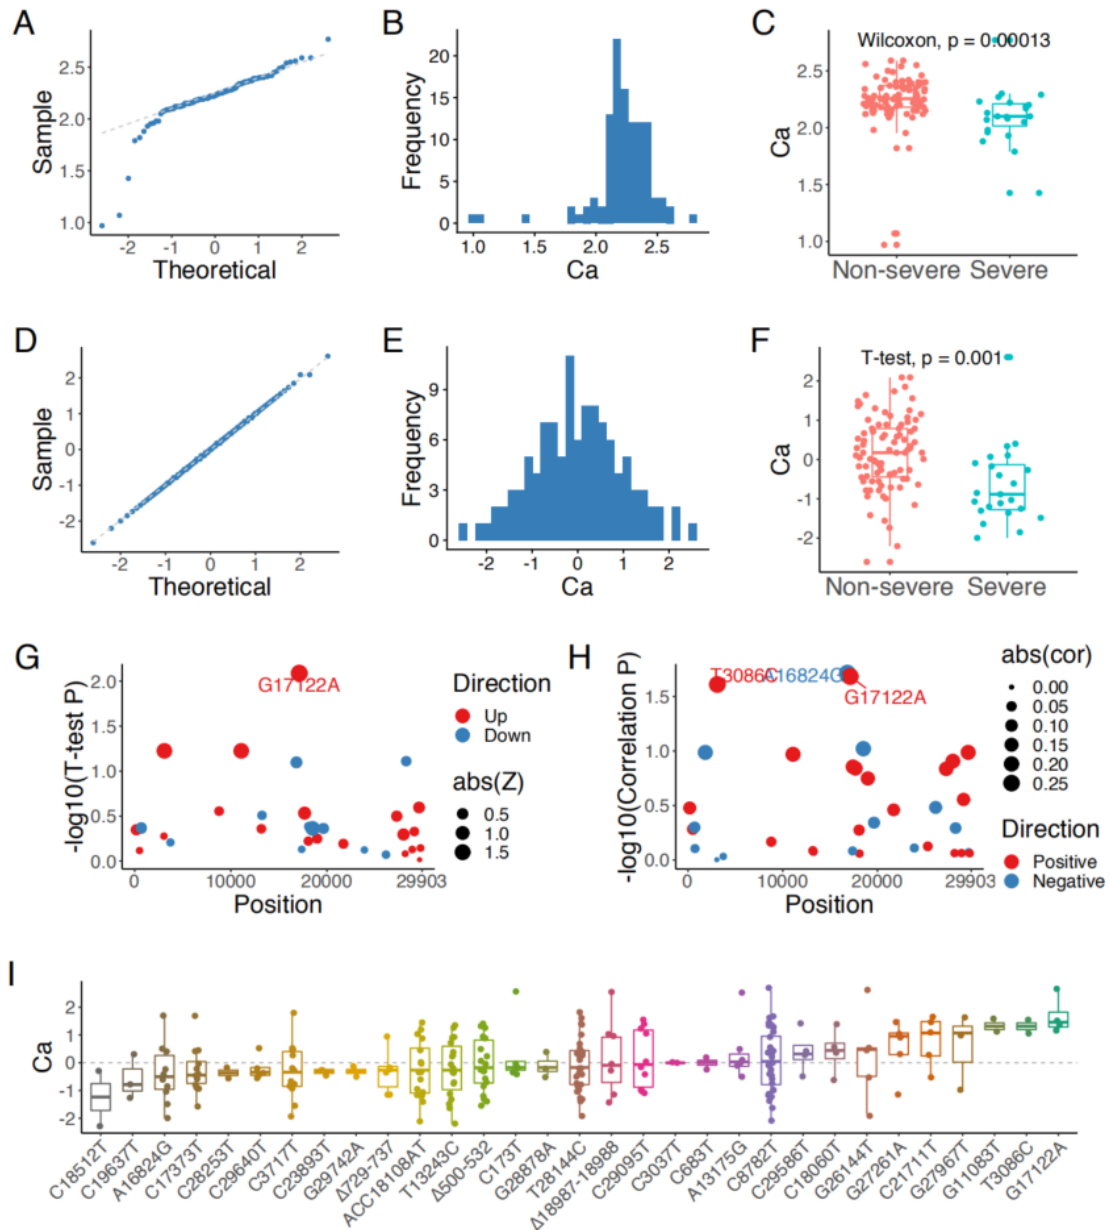 A
B
C
Sample
2.5
2.0
1.5
1.0
-2
-1
0
1
2
Theoretical
Frequency
20
15
10
5
0
1.0
1.5
2.0
2.5
Ca
Wilcoxon, p = 0.00013
Ca
2.5
2.0
1.5
1.0
Non-severe
Severe
D
E
F
Sample
2
1
0
-1
-2
-2
-1
0
1
2
Theoretical
Frequency
9
6
3
0
-2
-1
0
1
2
Ca
T-test, p = 0.001
Ca
2
1
0
-1
-2
Non-severe
Severe
G
-log10(T-test P)
2.0
1.5
1.0
0.5
0.0
G17122A
0
10000
20000
29903
Position
Direction
Up
Down
abs(Z)
0.5
1.0
1.5
H
-log10(Correlation P)
1.5
1.0
0.5
0.0
T3086C
A16824G
G17122A
0
10000
20000
29903
Position
abs(cor)
0.00
0.05
0.10
0.15
0.20
0.25
Direction
Positive
Negative
I
Ca
2
1
0
-1
-2
C18512T
C19637T
A16824G
C17373T
C28253T
C29640T
C3717T
C23893T
G29742A
Δ729-737
ACC18108AT
T13243C
Δ500-532
C173T
G28878A
T28144C
Δ18987-18988
C29095T
C3037T
C683T
A13175G
C8782T
C29586T
C18060T
G26144T
G27261A
C21711T
G27967T
G11083T
T3086C
G17122A